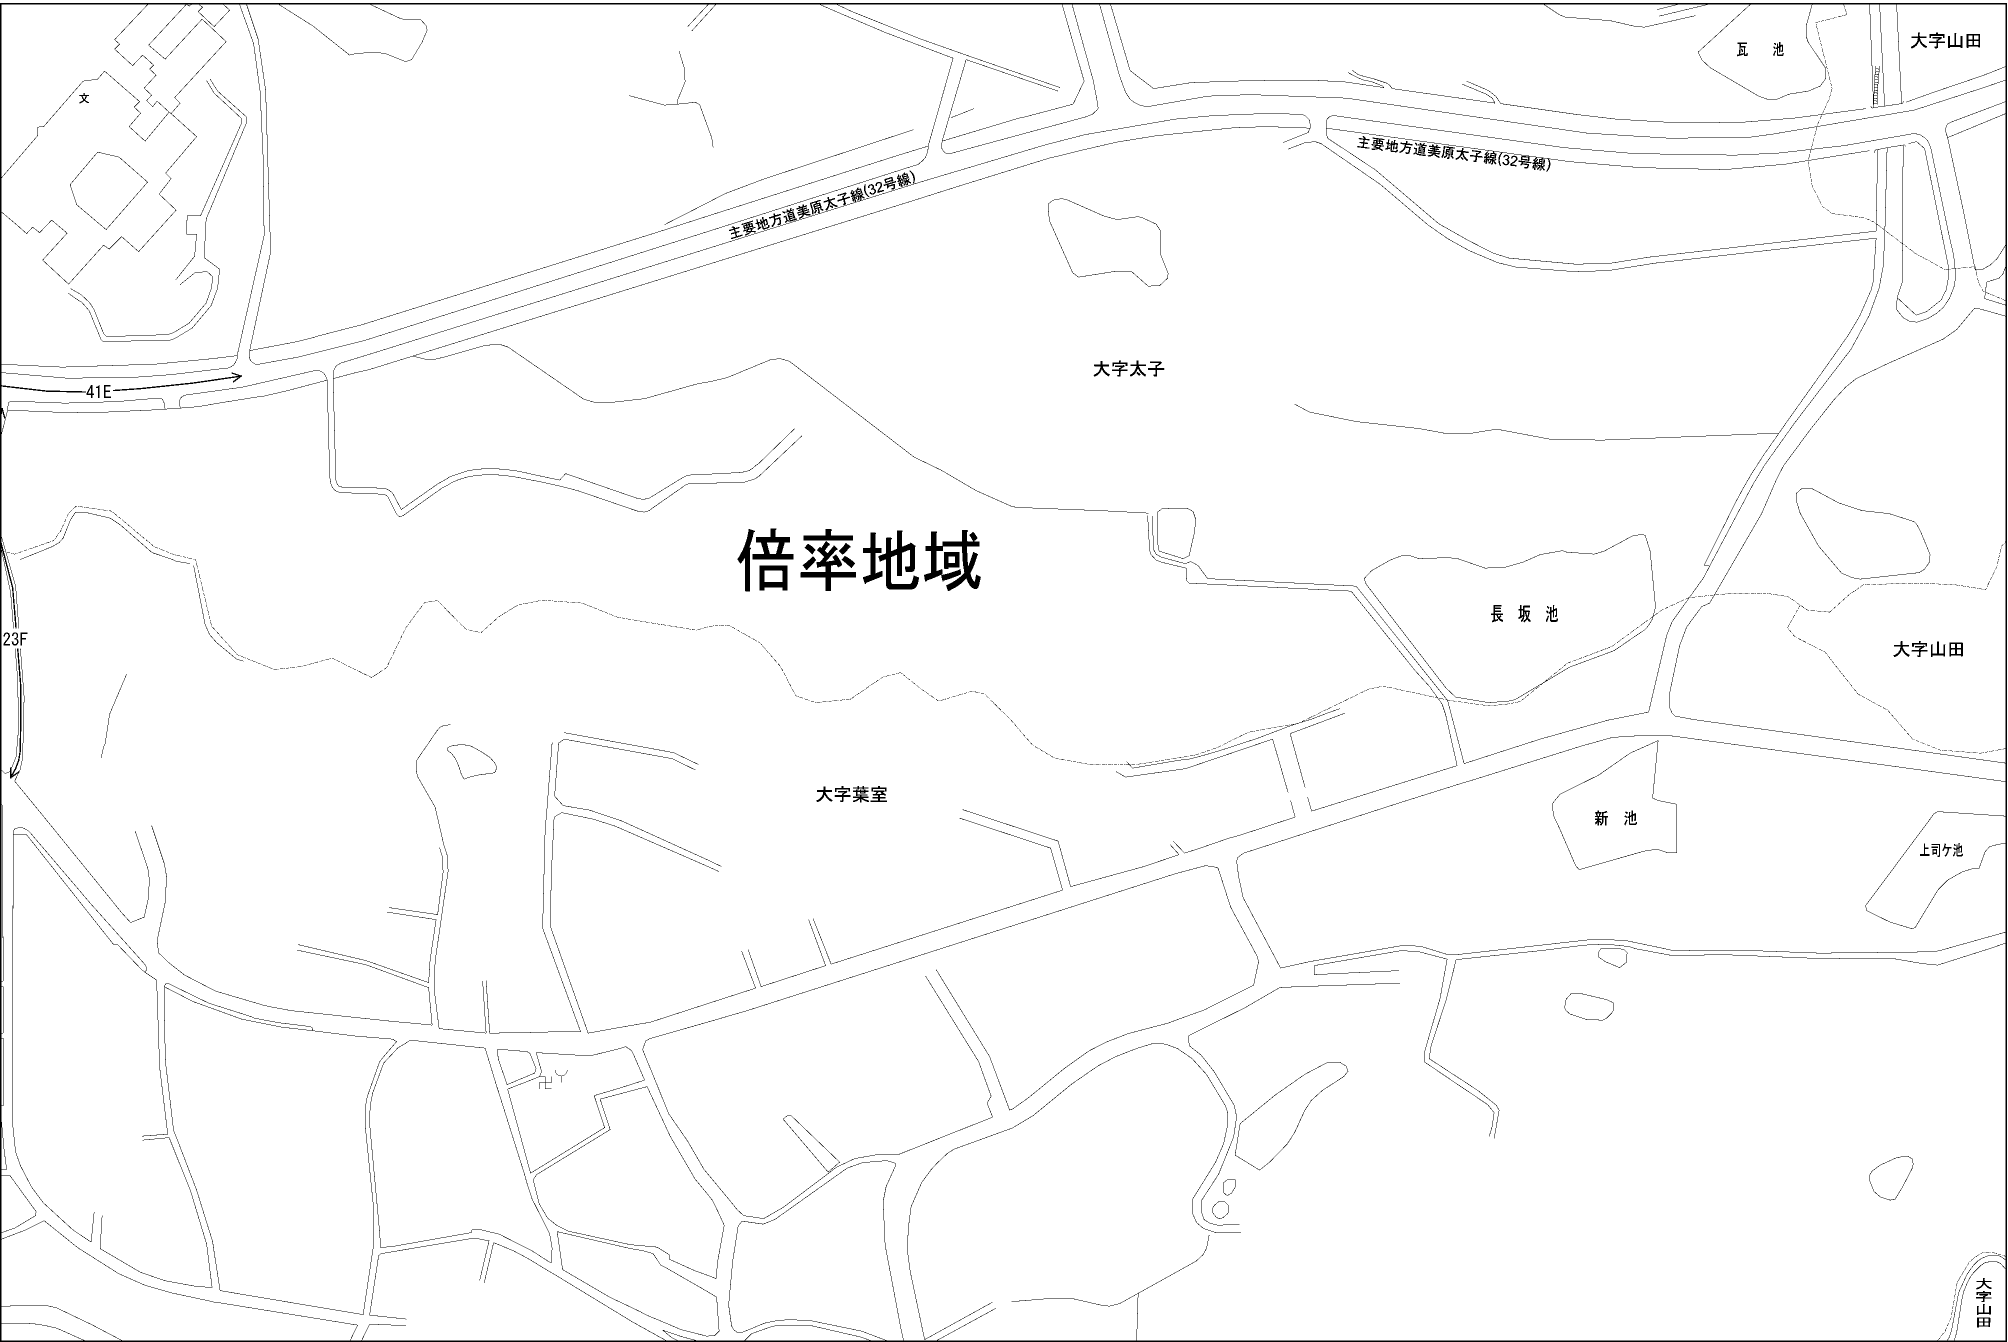 大字山田
瓦 池
文
主要地方道美原太子線(32号線)
主要地方道美原太子線(32号線)
大字太子
41E
倍率地域
長 坂 池
23F
大字山田
大字葉室
新 池
上司ケ池
大字山田